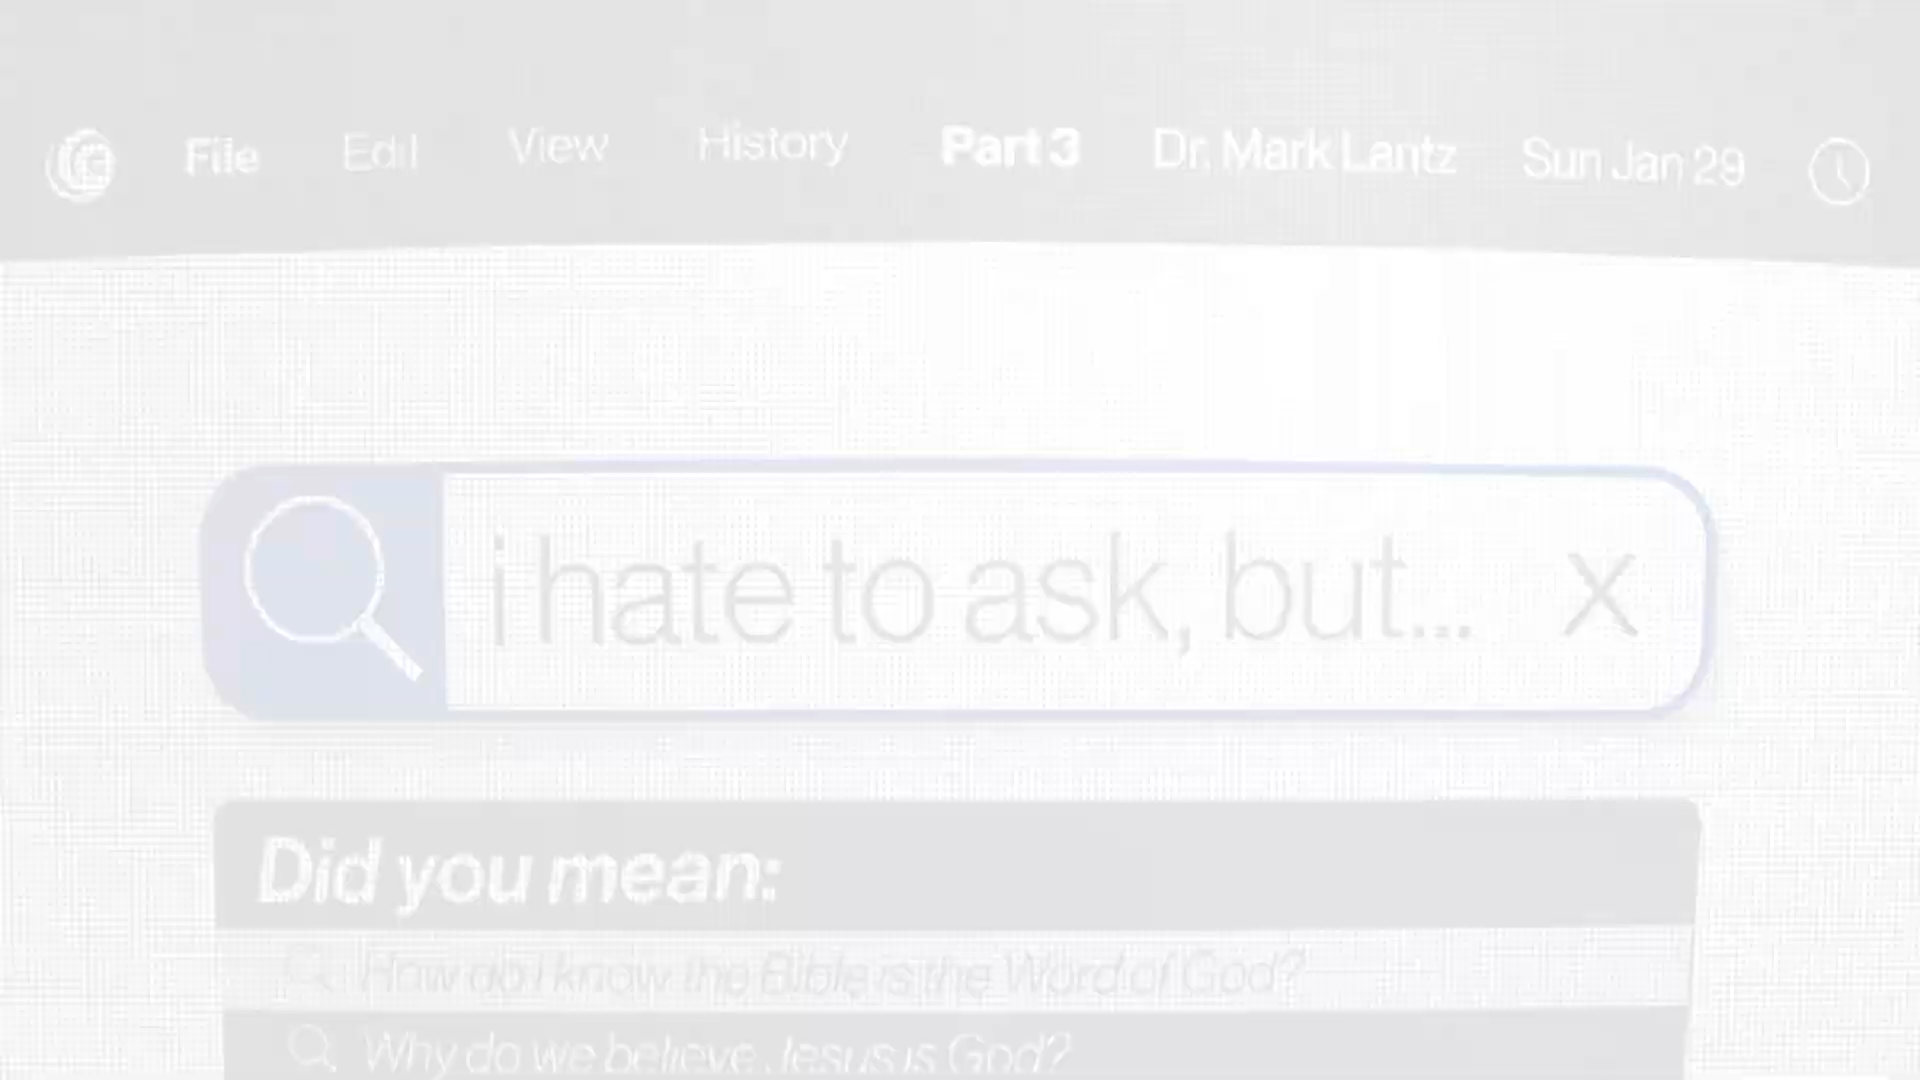 File Edit View History Part 3 Dr. Mark Lantz Sun Jan 29
i hate to ask, but... X
Did you mean:
How do I know the Bible is the Word of God?
Why do we believe Jesus is God?